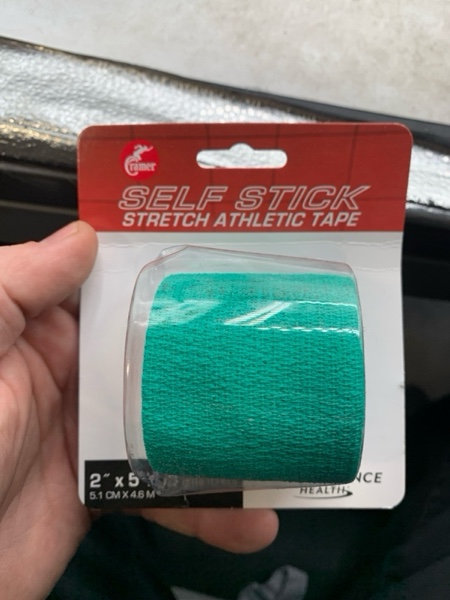 Cramer
SELF STICK
STRETCH ATHLETIC TAPE
2" x 5
5.1 CM X 4.6 M
HEALTH